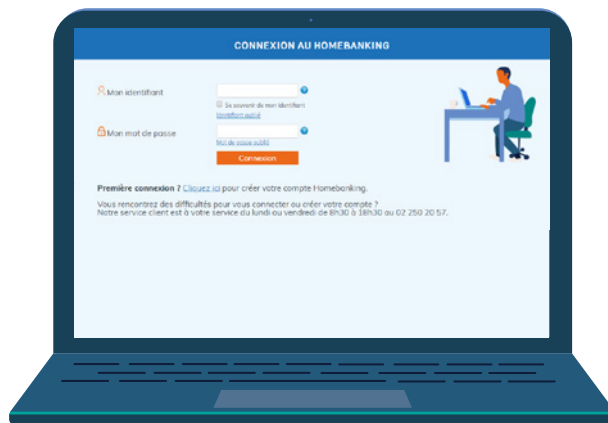 CONNEXION AU HOMEBANKING
Mon identifiant
Se souvenir de mon identifiant
Identifiant oublié
Mon mot de passe
Mot de passe oublié
Connexion
Première connexion ? Cliquez ici pour créer votre compte Homebanking.
Vous rencontrez des difficultés pour vous connecter ou créer votre compte ?
Notre service client est à votre service du lundi au vendredi de 8h30 à 18h30 au 02 250 20 57.